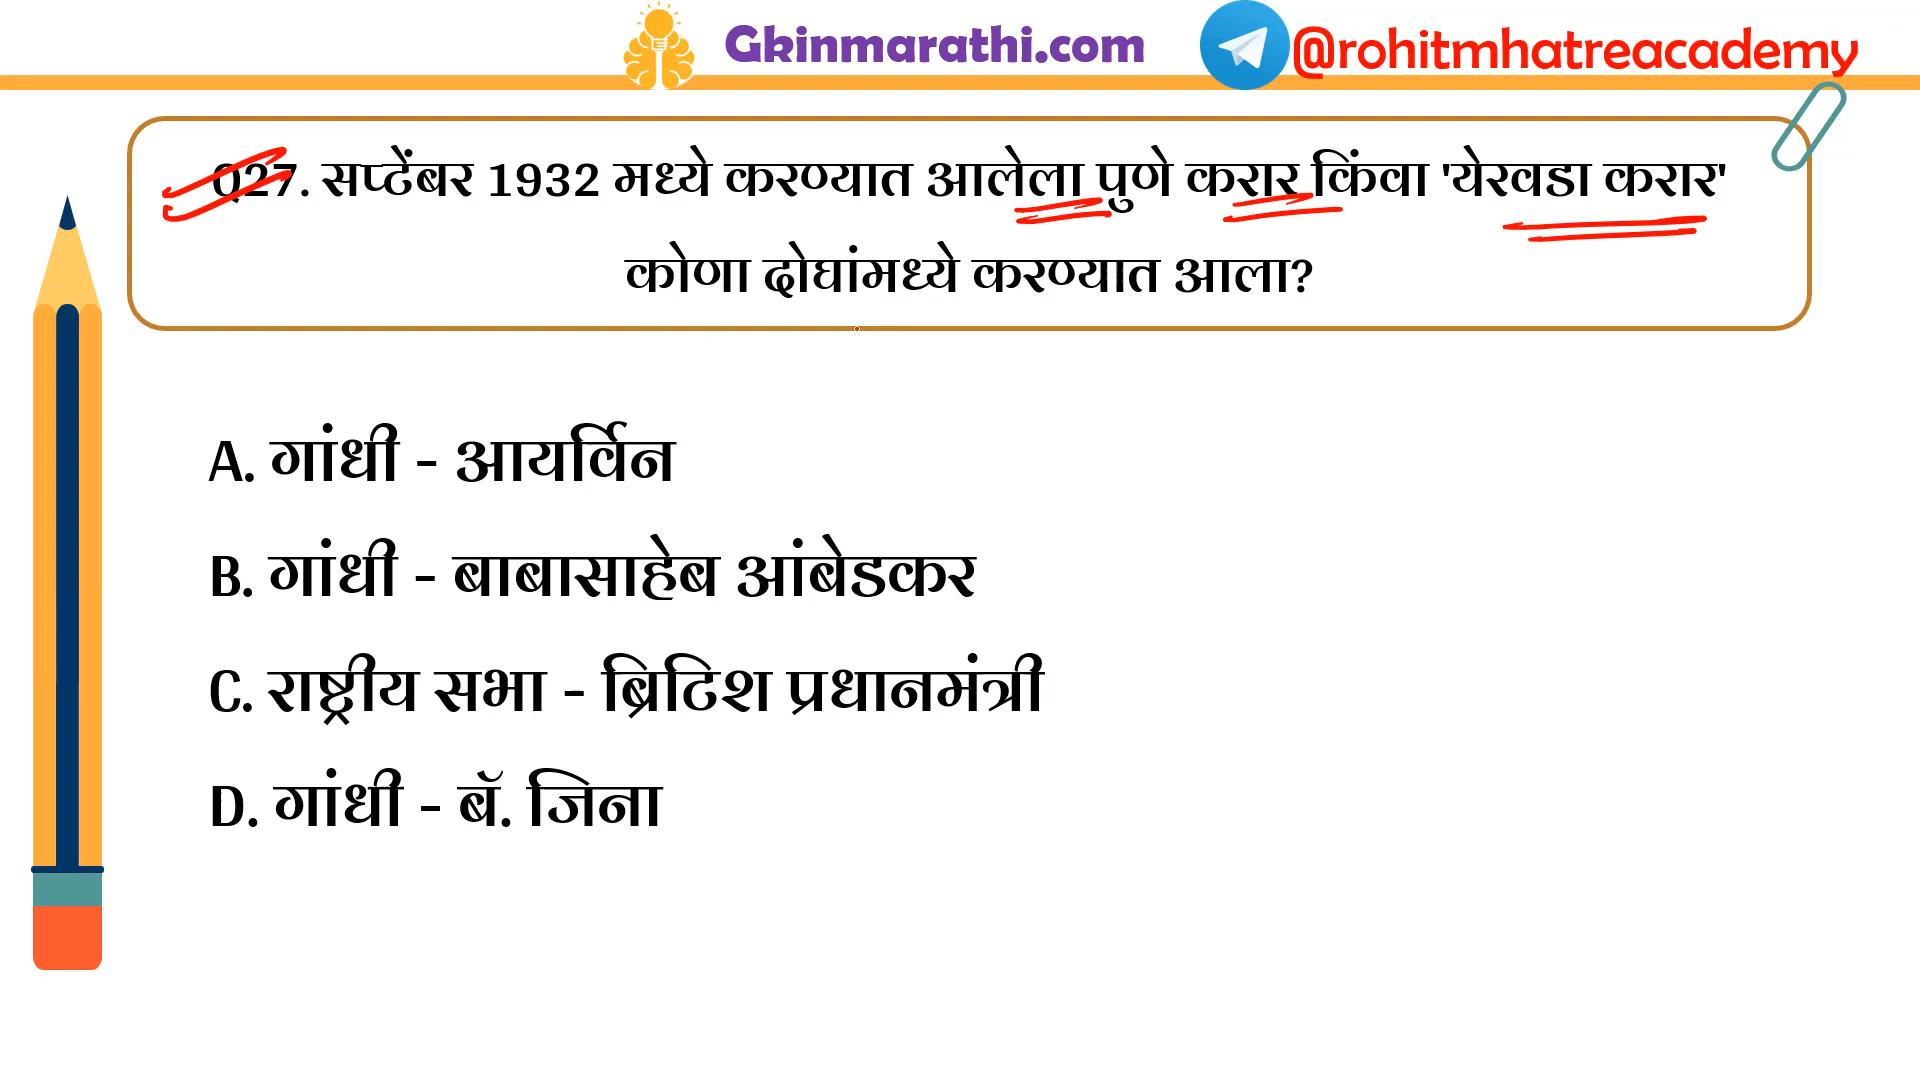 Gkinmarathi.com
@rohitmhatreacademy
Q27. सप्टेंबर 1932 मध्ये करण्यात आलेला पुणे करार किंवा 'येरवडा करार'
कोणा दोघांमध्ये करण्यात आला?
A. गांधी - आयर्विन
B. गांधी - बाबासाहेब आंबेडकर
C. राष्ट्रीय सभा - ब्रिटिश प्रधानमंत्री
D. गांधी - बॅ. जिना